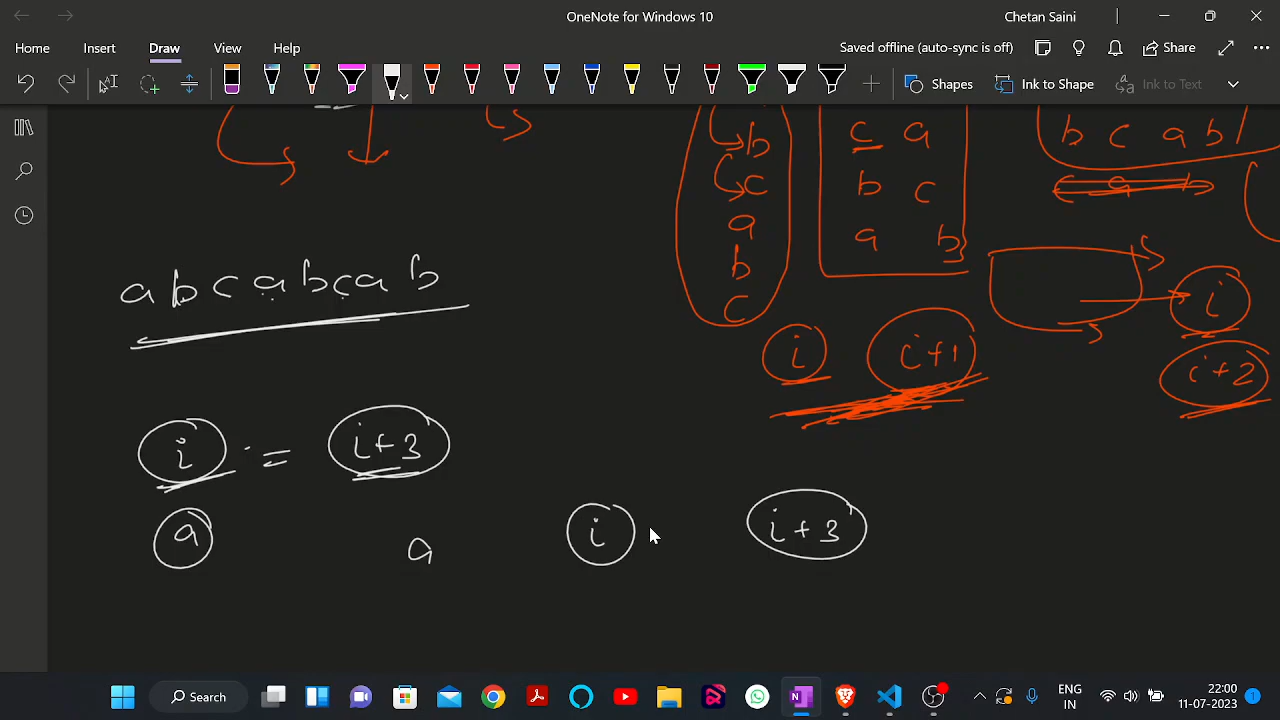 OneNote for Windows 10
Chetan Saini
Home Insert Draw View Help
Saved offline (auto-sync is off)
Share
Shapes
Ink to Shape
Ink to Text
b
c
a
b
c
c a
b c
a b
b c a b
c a b
a b c a b c a b
i i+1
i
i+2
i = i+3
a a
i i+3
Search
ENG
IN
22:00
11-07-2023
1